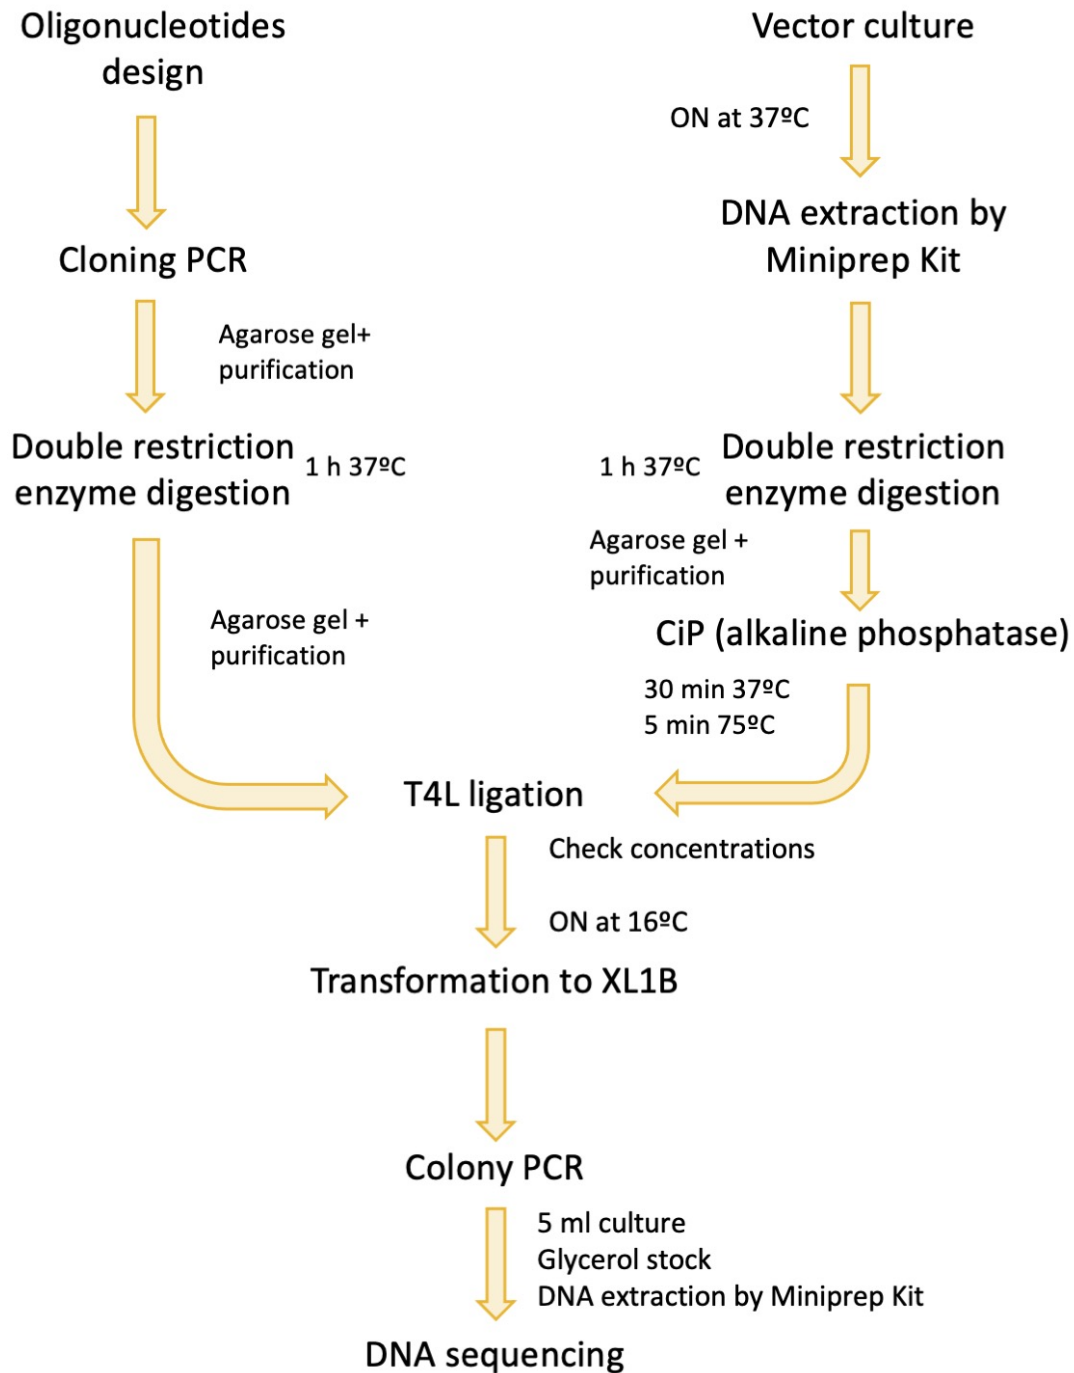 Oligonucleotides
design
Vector culture
ON at 37ºC
DNA extraction by
Miniprep Kit
Cloning PCR
Agarose gel+
purification
Double restriction
enzyme digestion
1 h 37ºC
1 h 37ºC
Double restriction
enzyme digestion
Agarose gel +
purification
Agarose gel +
purification
CiP (alkaline phosphatase)
30 min 37ºC
5 min 75ºC
T4L ligation
Check concentrations
ON at 16ºC
Transformation to XL1B
Colony PCR
5 ml culture
Glycerol stock
DNA extraction by Miniprep Kit
DNA sequencing